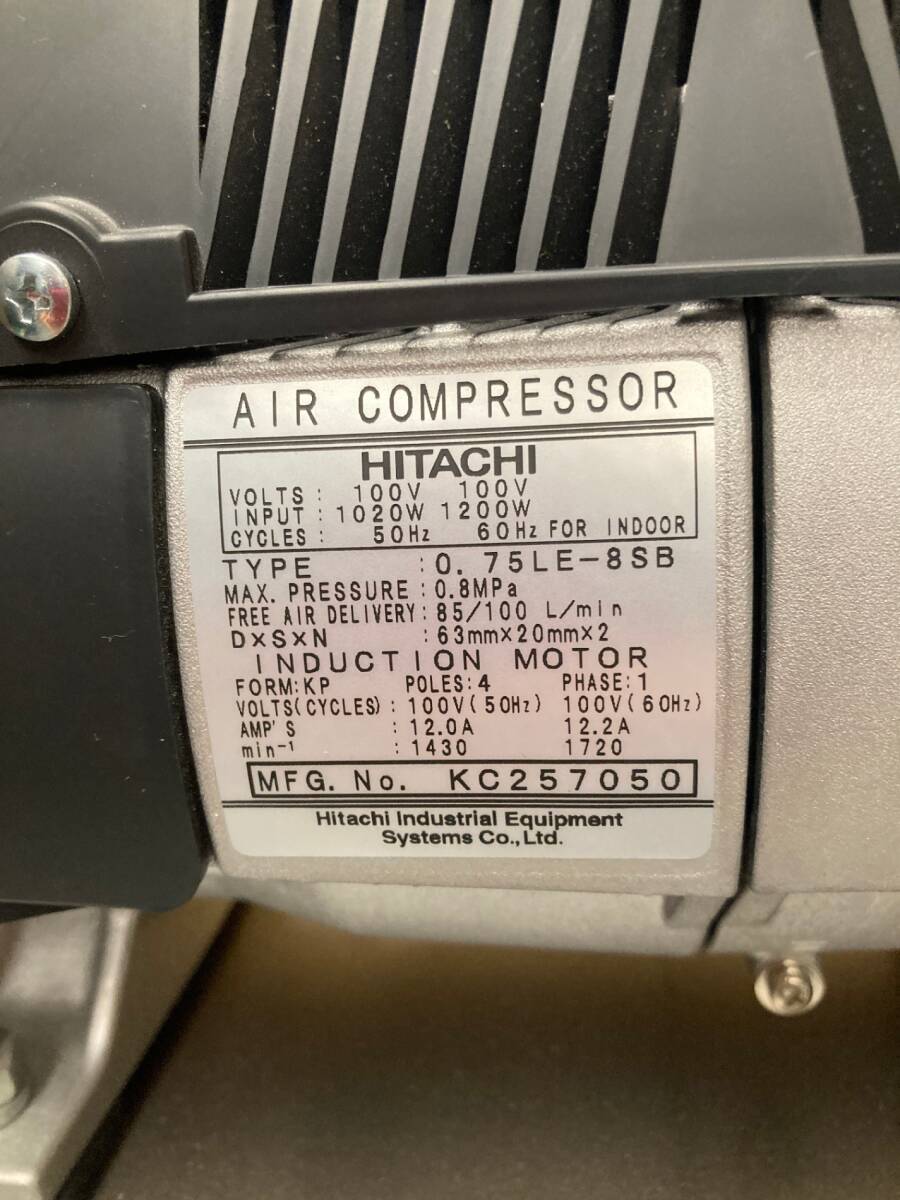 AIR COMPRESSOR
HITACHI
VOLTS : 100V 100V
INPUT : 1020W 1200W
CYCLES : 50Hz 60Hz FOR INDOOR
TYPE : 0. 75LE-8SB
MAX. PRESSURE : 0.8MPa
FREE AIR DELIVERY: 85/100 L/min
D×S×N : 63mm×20mm×2
INDUCTION MOTOR
FORM: KP POLES: 4 PHASE: 1
VOLTS(CYCLES) : 100V(50Hz) 100V(60Hz)
AMP'S : 12.0A 12.2A
min⁻¹ : 1430 1720
MFG. No. KC257050
Hitachi Industrial Equipment
Systems Co., Ltd.